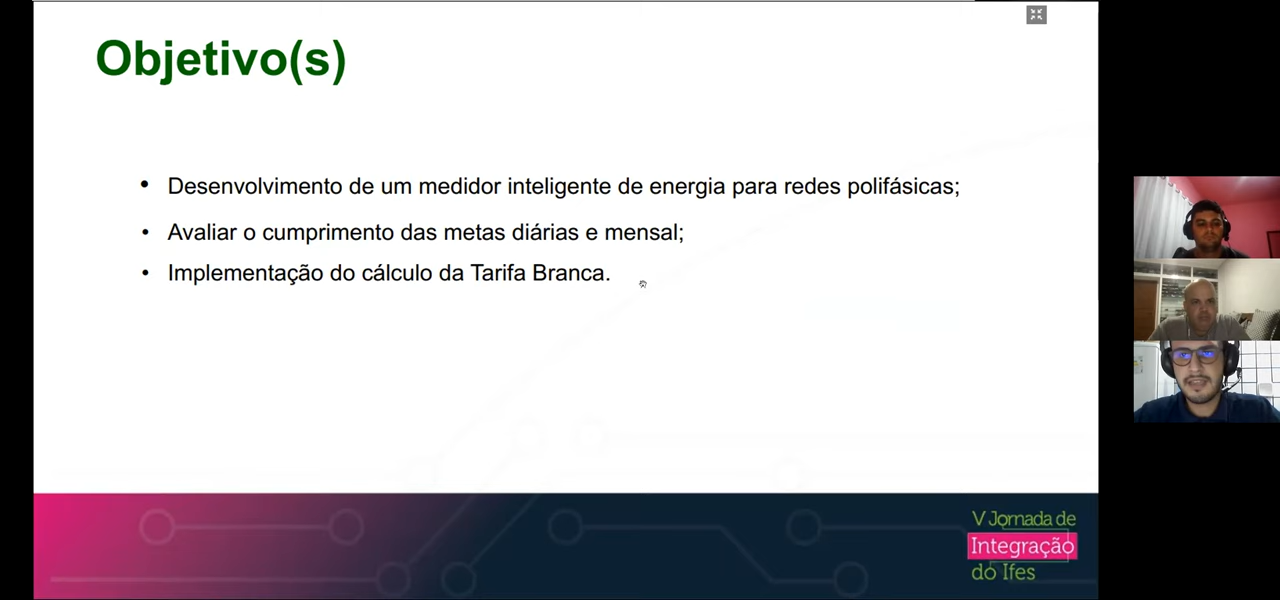 Objetivo(s)
• Desenvolvimento de um medidor inteligente de energia para redes polifásicas;
• Avaliar o cumprimento das metas diárias e mensal;
• Implementação do cálculo da Tarifa Branca.
V Jornada de
Integração
do Ifes